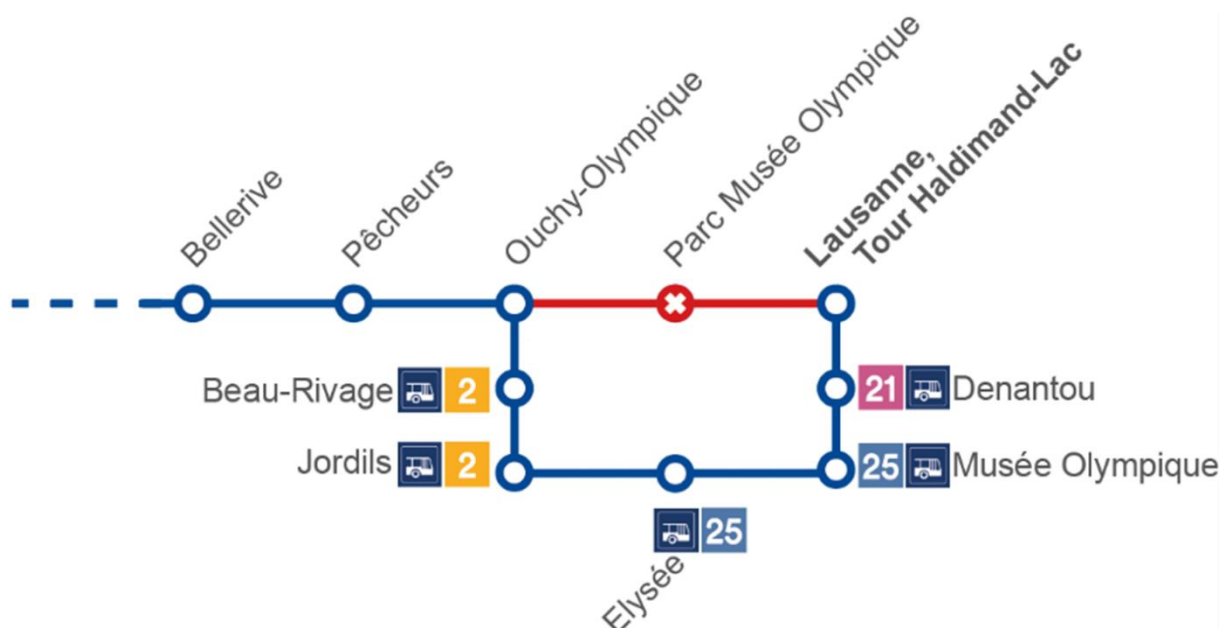 Bellerive
Pêcheurs
Ouchy-Olympique
Parc Musée Olympique
Lausanne,
Tour Haldimand-Lac
Beau-Rivage 2
21 Denantou
Jordils 2
25 Musée Olympique
25
Elysée